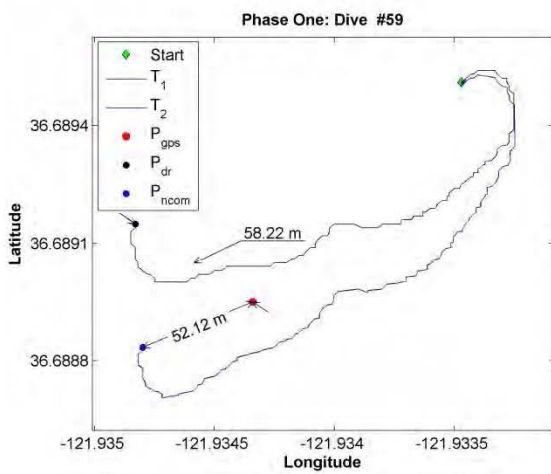 Phase One: Dive #59
Start
T1
T2
Pgps
Pdr
Pncom
36.6894
36.6891
36.6888
Latitude
58.22 m
52.12 m
-121.935
-121.9345
-121.934
-121.9335
Longitude